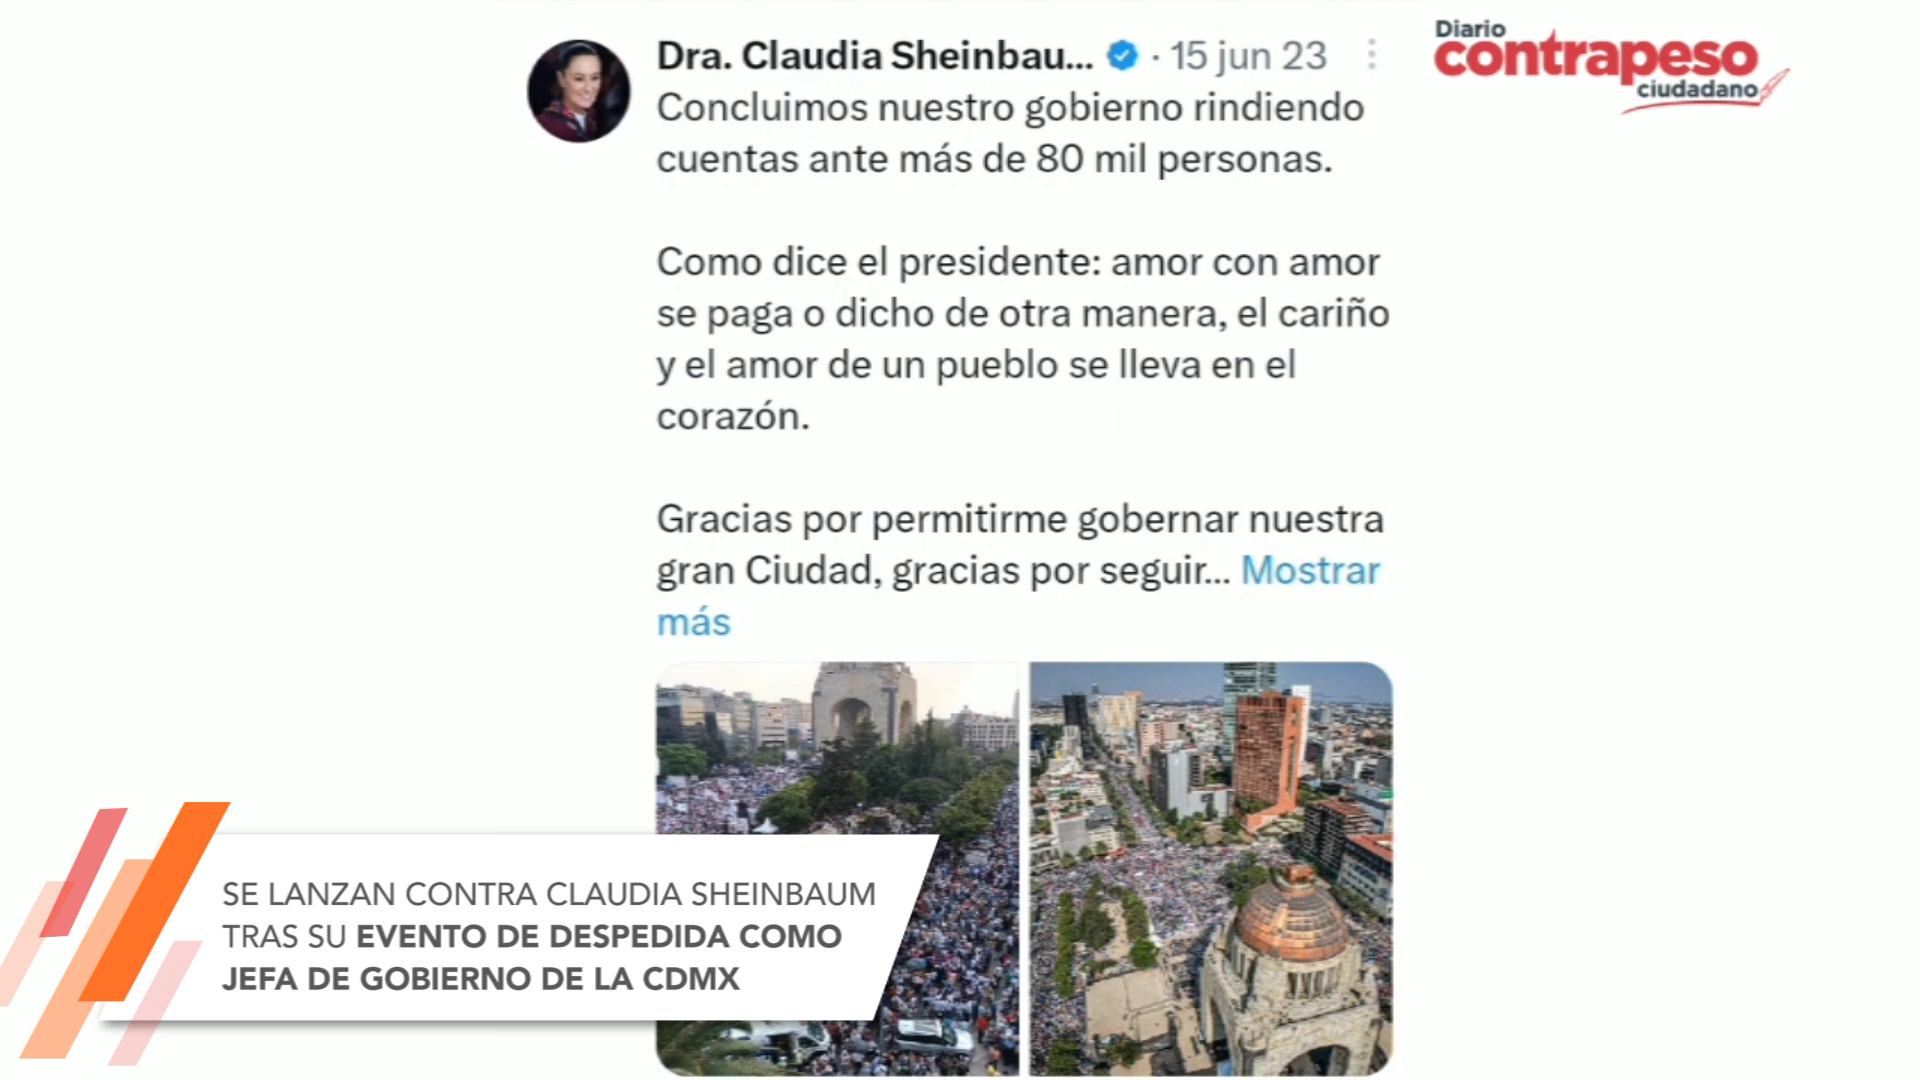 Dra. Claudia Sheinbau... · 15 jun 23
Concluimos nuestro gobierno rindiendo
cuentas ante más de 80 mil personas.
Como dice el presidente: amor con amor
se paga o dicho de otra manera, el cariño
y el amor de un pueblo se lleva en el
corazón.
Gracias por permitirme gobernar nuestra
gran Ciudad, gracias por seguir... Mostrar
más
Diario
contrapeso
ciudadano
SE LANZAN CONTRA CLAUDIA SHEINBAUM
TRAS SU EVENTO DE DESPEDIDA COMO
JEFA DE GOBIERNO DE LA CDMX